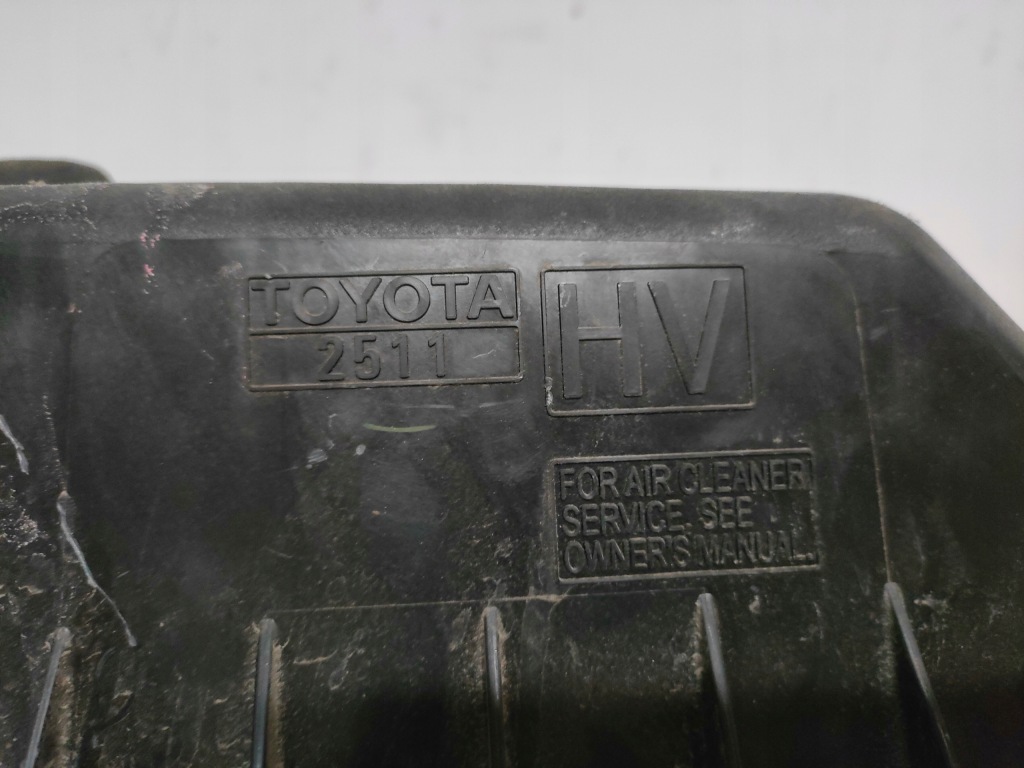 TOYOTA
2511
HV
FOR AIR CLEANER
SERVICE. SEE
OWNER'S MANUAL.